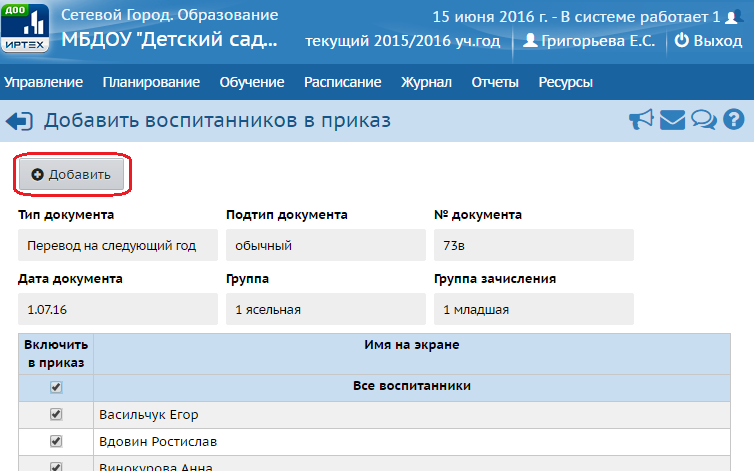 ДОО
ИРТЕХ
Сетевой Город. Образование
15 июня 2016 г. - В системе работает 1
МБДОУ "Детский сад...
текущий 2015/2016 уч.год
Григорьева Е.С.
Выход
Управление Планирование Обучение Расписание Журнал Отчеты Ресурсы
Добавить воспитанников в приказ
Добавить
Тип документа Подтип документа № документа
Перевод на следующий год обычный 73в
Дата документа Группа Группа зачисления
1.07.16 1 ясельная 1 младшая
Включить в приказ Имя на экране
Все воспитанники
Васильчук Егор
Вдовин Ростислав
Винокурова Анна